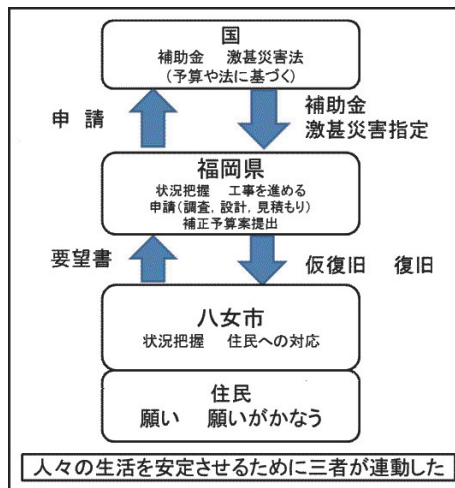 国
補助金 激甚災害法
(予算や法に基づく)
申 請
補助金
激甚災害指定
福岡県
状況把握 工事を進める
申請(調査, 設計, 見積もり)
補正予算案提出
要望書
仮復旧 復旧
八女市
状況把握 住民への対応
住民
願い 願いがかなう
人々の生活を安定させるために三者が連動した